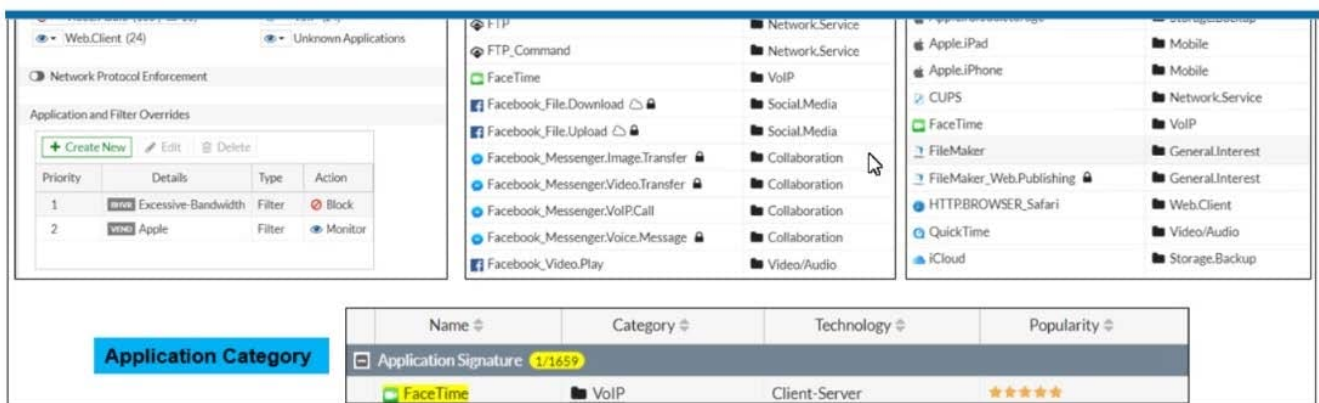 Web.Client (24) Unknown Applications
Network Protocol Enforcement
Application and Filter Overrides
+ Create New Edit Delete
Priority Details Type Action
1 BHVR Excessive-Bandwidth Filter Block
2 VEND Apple Filter Monitor
FTP Network.Service
FTP_Command Network.Service
FaceTime VoIP
Facebook_File.Download Social.Media
Facebook_File.Upload Social.Media
Facebook_Messenger.Image.Transfer Collaboration
Facebook_Messenger.Video.Transfer Collaboration
Facebook_Messenger.VoIP.Call Collaboration
Facebook_Messenger.Voice.Message Collaboration
Facebook_Video.Play Video/Audio
Storage.Backup
Apple.iPad Mobile
Apple.iPhone Mobile
CUPS Network.Service
FaceTime VoIP
FileMaker General.Interest
FileMaker_Web.Publishing General.Interest
HTTP.BROWSER_Safari Web.Client
QuickTime Video/Audio
iCloud Storage.Backup
Application Category
Name Category Technology Popularity
Application Signature 1/1659
FaceTime VoIP Client-Server